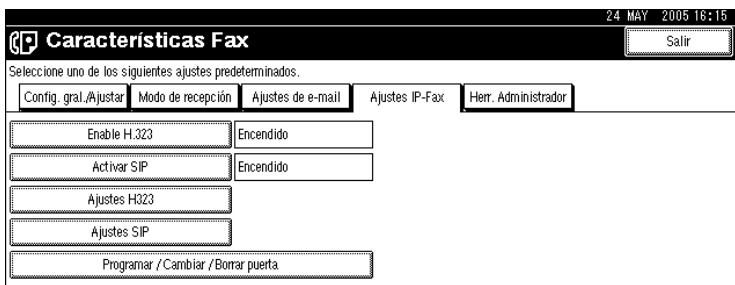 24 MAY 2005 16:15
Características Fax
Salir
Seleccione uno de los siguientes ajustes predeterminados.
Config. gral./Ajustar Modo de recepción Ajustes de e-mail Ajustes IP-Fax Herr. Administrador
Enable H.323 Encendido
Activar SIP Encendido
Ajustes H323
Ajustes SIP
Programar / Cambiar / Borrar puerta